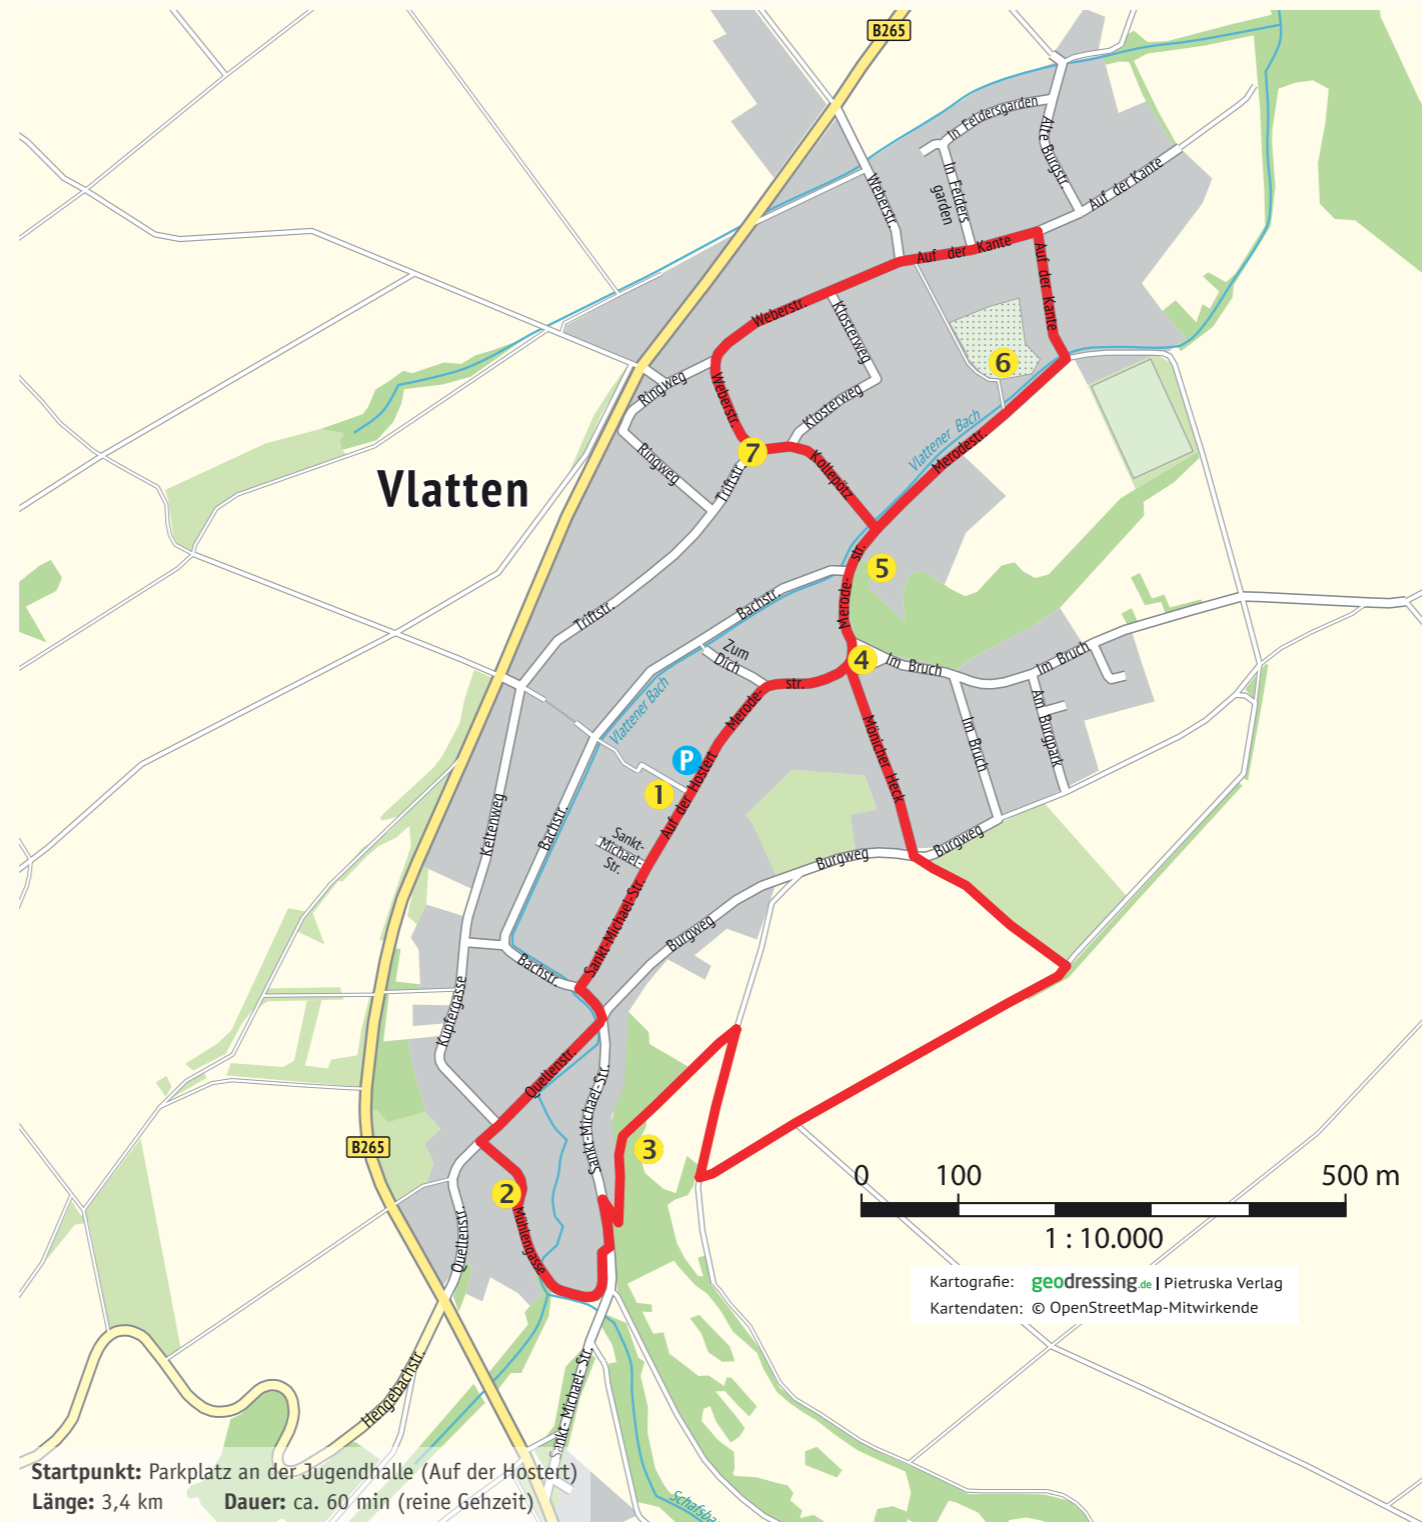 B265
In Feldersgarden
Alte Burgstr.
Weberstr.
In Felders
garden
Auf der Kante
Auf der Kante
Auf der Kante
Weberstr.
Klosterweg
6
Ringweg
Weberstr.
Klosterweg
Vlattener Bach
Merodestr.
7
Kollepötz
Ringweg
Triftstr.
Vlatten
5
Merode-
str.
Bachstr.
Triftstr.
Zum
Dich
4
Im Bruch
Im Bruch
Merode-
str.
Vlattener Bach
Am Burgpark
Im Bruch
Mönicher Heck
P
1
Auf der Hostert
Keltenweg
Bachstr.
Sankt-
Michael-
Str.
Burgweg
Burgweg
Sankt-Michael-Str.
Burgweg
Bachstr.
Kupfergasse
Quellenstr.
Sankt-Michael-Str.
B265
3
2
Mühlengasse
Quellenstr.
0 100 500 m
1 : 10.000
Kartografie: geodressing.de | Pietruska Verlag
Kartendaten: © OpenStreetMap-Mitwirkende
Hengebachstr.
Sankt- Michael- Str.
Startpunkt: Parkplatz an der Jugendhalle (Auf der Hostert)
Länge: 3,4 km Dauer: ca. 60 min (reine Gehzeit)
Schafsba